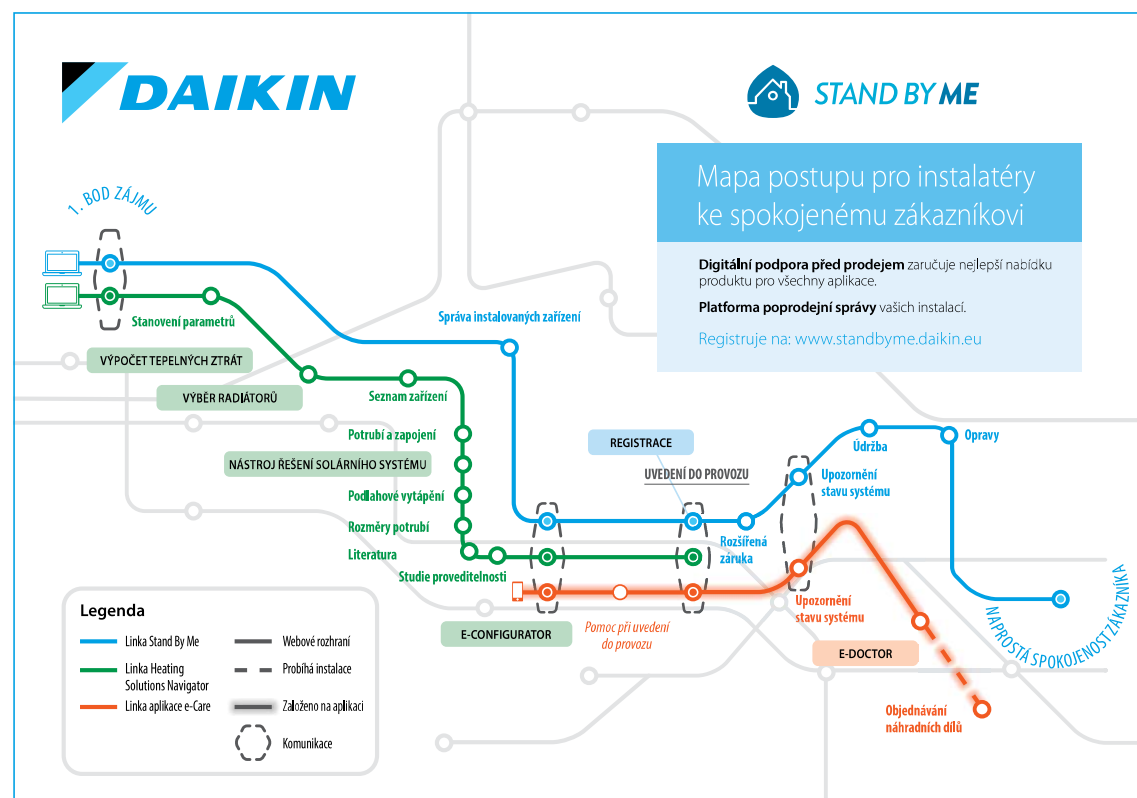 DAIKIN
STAND BY ME
Mapa postupu pro instalatéry
ke spokojenému zákazníkovi
Digitální podpora před prodejem zaručuje nejlepší nabídku
produktu pro všechny aplikace.
Platforma poprodejní správy vašich instalací.
Registruje na: www.standbyme.daikin.eu
1. BOD ZÁJMU
Stanovení parametrů
Správa instalovaných zařízení
VÝPOČET TEPELNÝCH ZTRÁT
VÝBĚR RADIÁTORŮ
Seznam zařízení
Potrubí a zapojení
NÁSTROJ ŘEŠENÍ SOLÁRNÍHO SYSTÉMU
Podlahové vytápění
Rozměry potrubí
Literatura
Studie proveditelnosti
REGISTRACE
UVEDENÍ DO PROVOZU
Údržba
Opravy
Upozornění
stavu systému
Rozšířená
záruka
Upozornění
stavu systému
E-CONFIGURATOR
Pomoc při uvedení
do provozu
E-DOCTOR
Objednávání
náhradních dílů
NAPROSTÁ SPOKOJENOST ZÁKAZNÍKA
Legenda
Linka Stand By Me
Linka Heating
Solutions Navigator
Linka aplikace e-Care
Webové rozhraní
Probíhá instalace
Založeno na aplikaci
Komunikace